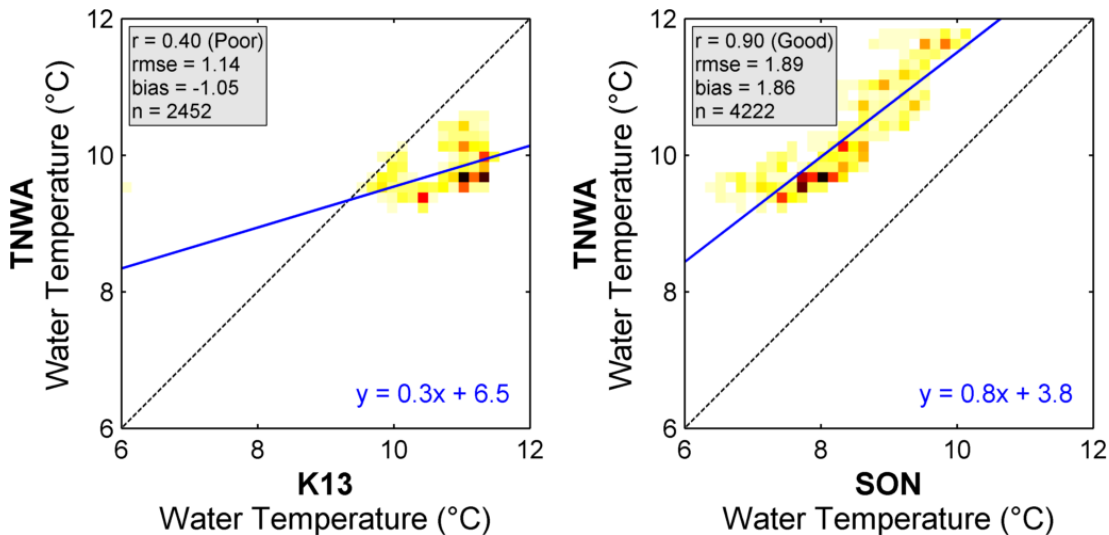 12
10
8
6
TNWA
Water Temperature (°C)
r = 0.40 (Poor)
rmse = 1.14
bias = -1.05
n = 2452
y = 0.3x + 6.5
6 8 10 12
K13
Water Temperature (°C)
12
10
8
6
TNWA
Water Temperature (°C)
r = 0.90 (Good)
rmse = 1.89
bias = 1.86
n = 4222
y = 0.8x + 3.8
6 8 10 12
SON
Water Temperature (°C)